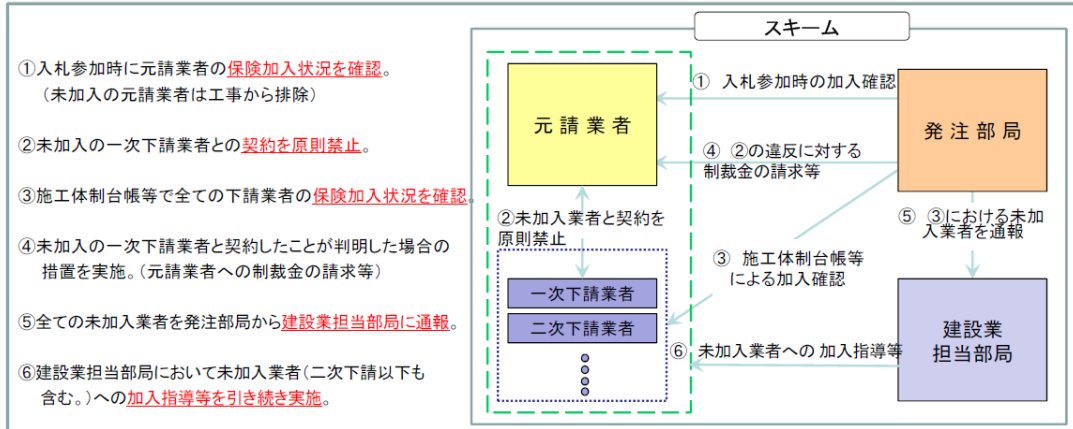 ①入札参加時に元請業者の保険加入状況を確認。
（未加入の元請業者は工事から排除）
②未加入の一次下請業者との契約を原則禁止。
③施工体制台帳等で全ての下請業者の保険加入状況を確認。
④未加入の一次下請業者と契約したことが判明した場合の
措置を実施。（元請業者への制裁金の請求等）
⑤全ての未加入業者を発注部局から建設業担当部局に通報。
⑥建設業担当部局において未加入業者（二次下請以下も
含む。）への加入指導等を引き続き実施。
スキーム
元請業者
① 入札参加時の加入確認
発注部局
④ ②の違反に対する
制裁金の請求等
②未加入業者と契約を
原則禁止
⑤ ③における未加
入業者を通報
③ 施工体制台帳等
による加入確認
一次下請業者
二次下請業者
建設業
担当部局
⑥ 未加入業者への 加入指導等